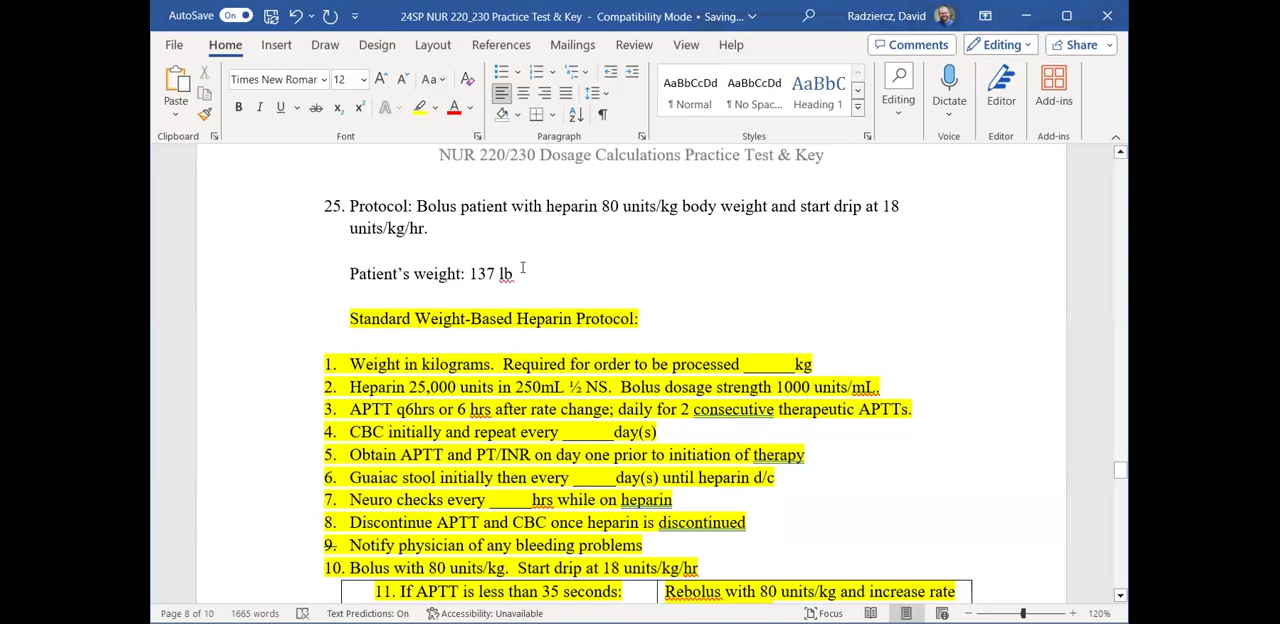 AutoSave On 24SP NUR 220_230 Practice Test & Key - Compatibility Mode • Saving... Radziercz, David
File Home Insert Draw Design Layout References Mailings Review View Help Comments Editing Share
Times New Romar 12 A A Aa A AaBbCcDd AaBbCcDd AaBbC
Paste B I U ab x₂ x² A A ¶ ¶ Normal ¶ No Spac... Heading 1 Editing Dictate Editor Add-ins
Clipboard Font Paragraph Styles Voice Editor Add-ins
NUR 220/230 Dosage Calculations Practice Test & Key
25. Protocol: Bolus patient with heparin 80 units/kg body weight and start drip at 18
units/kg/hr.
Patient's weight: 137 lb
Standard Weight-Based Heparin Protocol:
1. Weight in kilograms. Required for order to be processed ______kg
2. Heparin 25,000 units in 250mL ½ NS. Bolus dosage strength 1000 units/mL.
3. APTT q6hrs or 6 hrs after rate change; daily for 2 consecutive therapeutic APTTs.
4. CBC initially and repeat every ______day(s)
5. Obtain APTT and PT/INR on day one prior to initiation of therapy
6. Guaiac stool initially then every _____day(s) until heparin d/c
7. Neuro checks every _____hrs while on heparin
8. Discontinue APTT and CBC once heparin is discontinued
9. Notify physician of any bleeding problems
10. Bolus with 80 units/kg. Start drip at 18 units/kg/hr
11. If APTT is less than 35 seconds: Rebolus with 80 units/kg and increase rate
Page 8 of 10 1665 words Text Predictions: On Accessibility: Unavailable Focus 120%